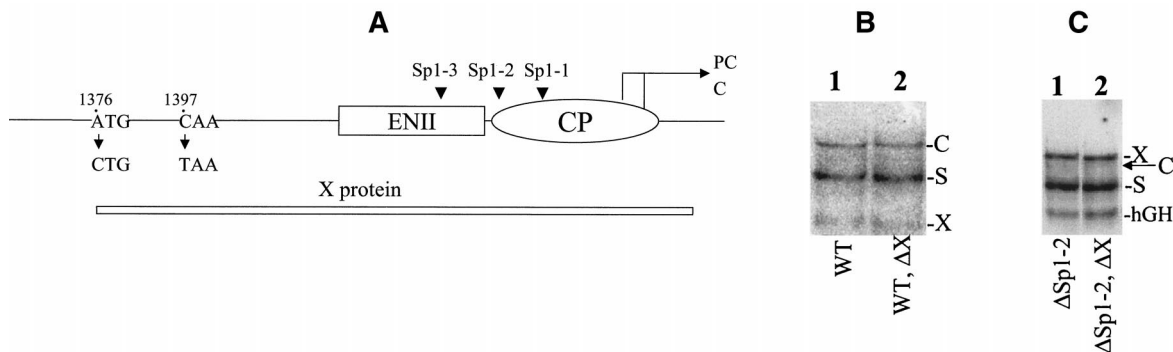 A
B
C
Sp1-3 Sp1-2 Sp1-1
PC
C
1376 1397
ATG CAA
ENII
CP
CTG TAA
X protein
1 2
-C
-S
-X
WT
WT, ΔX
1 2
-X
C
-S
-hGH
ΔSp1-2
ΔSp1-2, ΔX